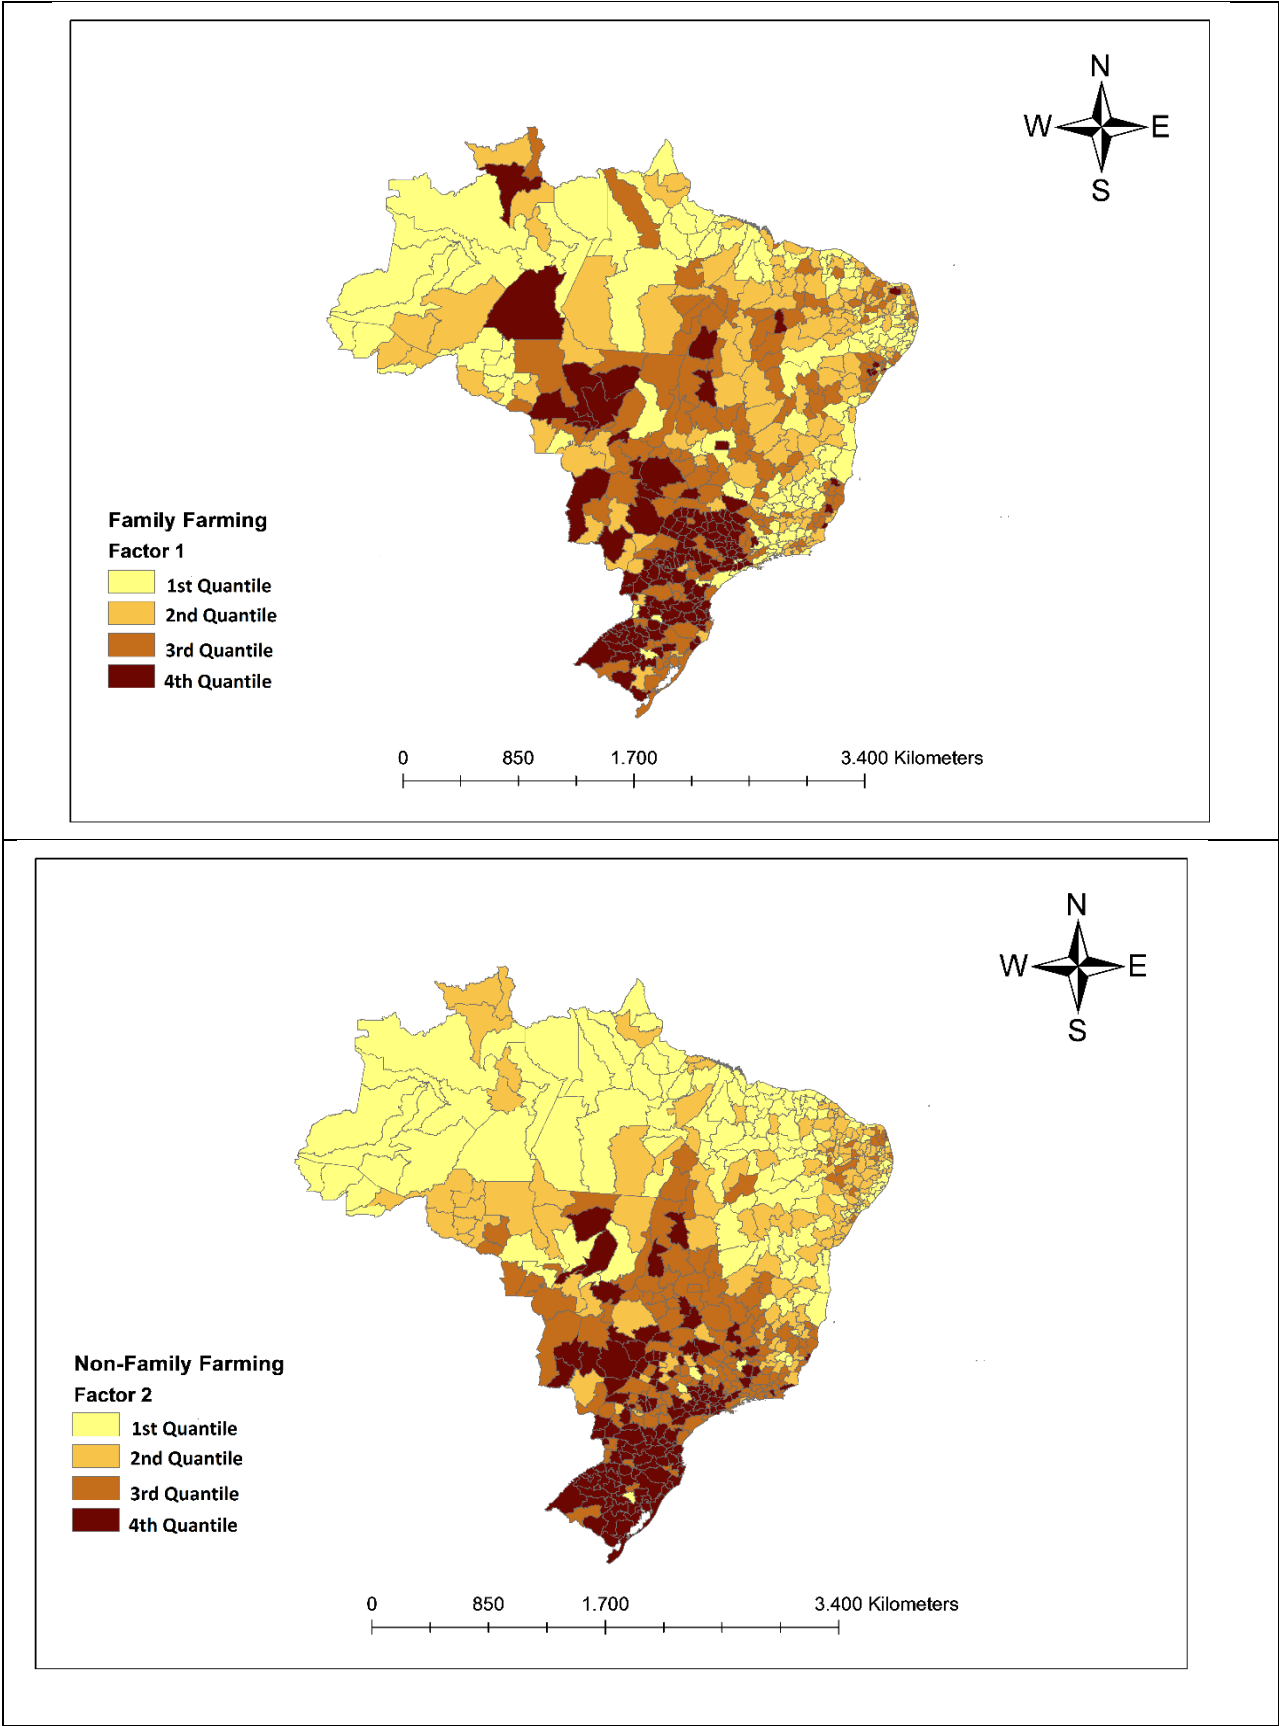 N
W E
S
Family Farming
Factor 1
1st Quantile
2nd Quantile
3rd Quantile
4th Quantile
0 850 1.700 3.400 Kilometers
N
W E
S
Non-Family Farming
Factor 2
1st Quantile
2nd Quantile
3rd Quantile
4th Quantile
0 850 1.700 3.400 Kilometers